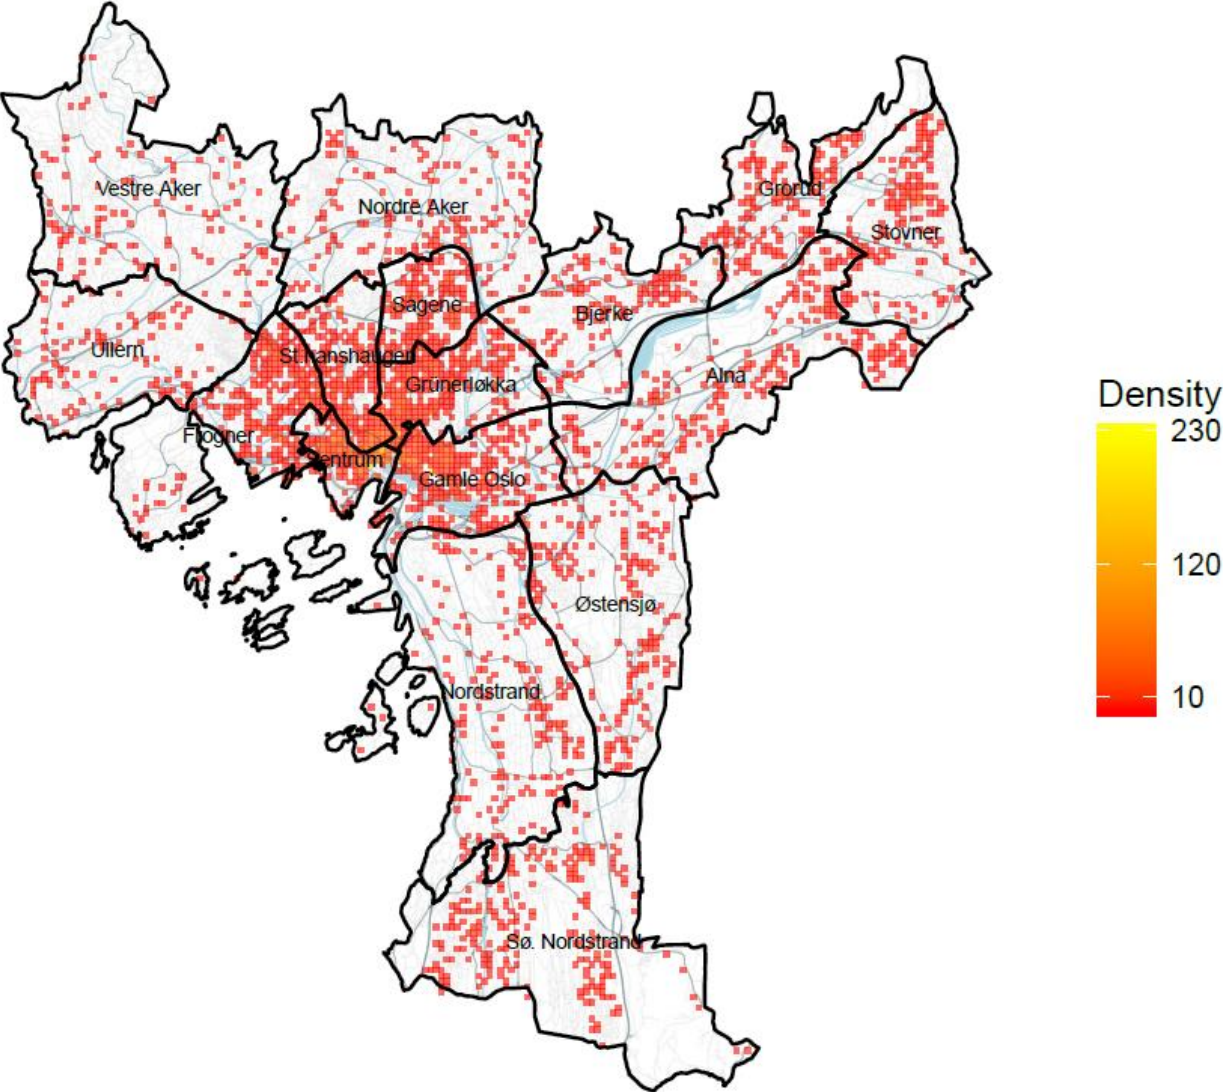 Vestre Aker
Nordre Aker
Grorud
Stovner
Sagene
Bjerke
Ullern
St.hanshaugen
Grünerløkka
Alna
Density
230
Frogner
Sentrum
Gamle Oslo
120
Østensjø
Nordstrand
10
Sø. Nordstrand